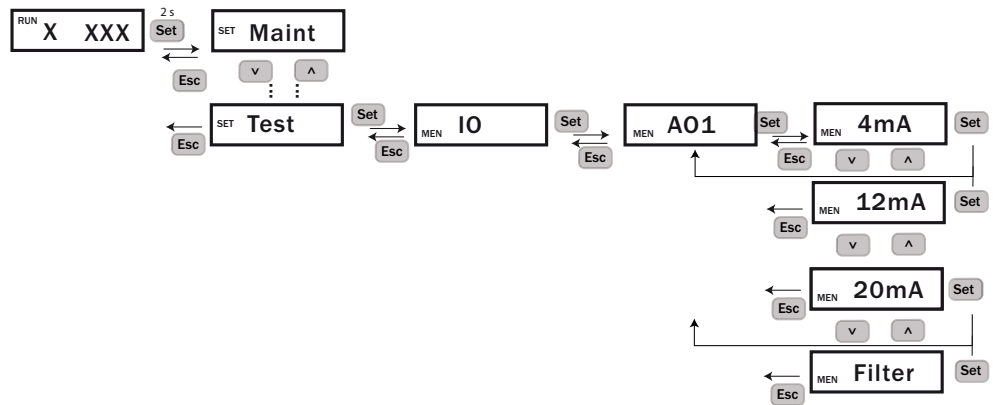 2 s
RUN X XXX Set SET Maint
Esc v ʌ
SET Test Set MEN IO Set MEN AO1 Set MEN 4mA Set
Esc Esc Esc Esc v ʌ
MEN 12mA Set
Esc v ʌ
MEN 20mA Set
Esc v ʌ
MEN Filter Set
Esc